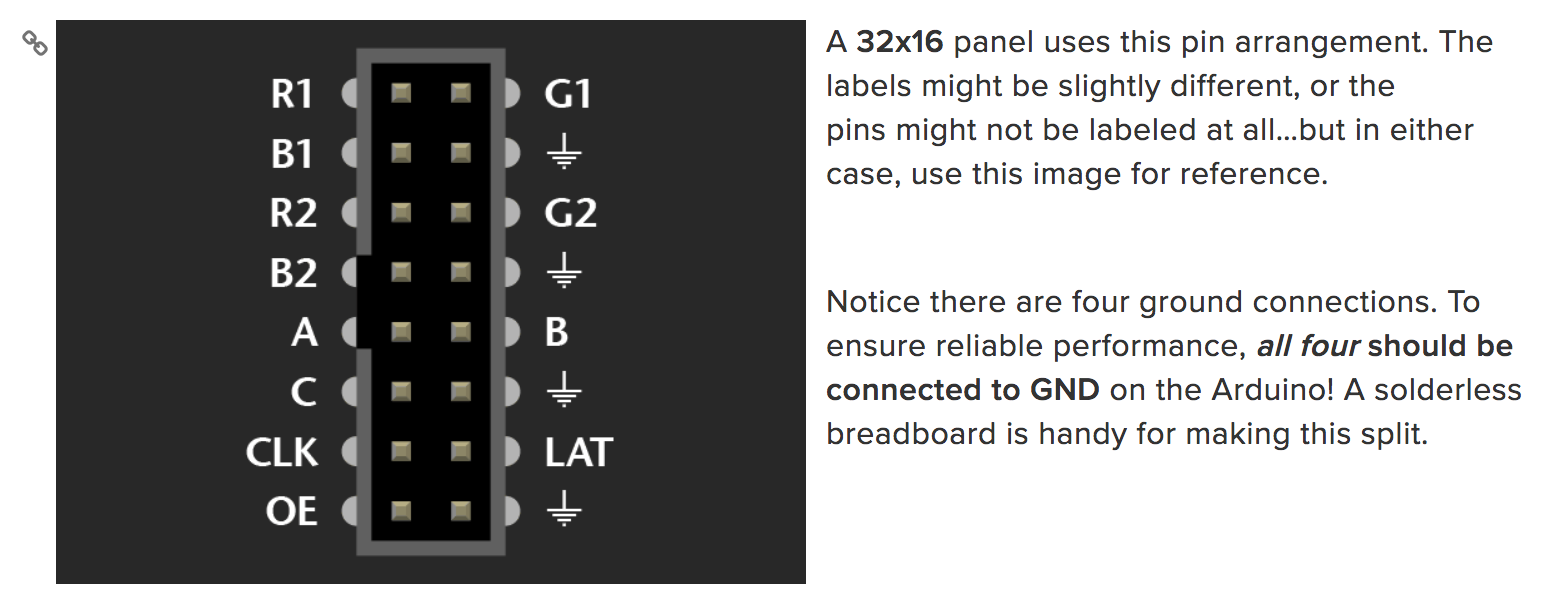 R1 G1
B1
R2 G2
B2
A B
C
CLK LAT
OE
A 32x16 panel uses this pin arrangement. The
labels might be slightly different, or the
pins might not be labeled at all...but in either
case, use this image for reference.
Notice there are four ground connections. To
ensure reliable performance, all four should be
connected to GND on the Arduino! A solderless
breadboard is handy for making this split.